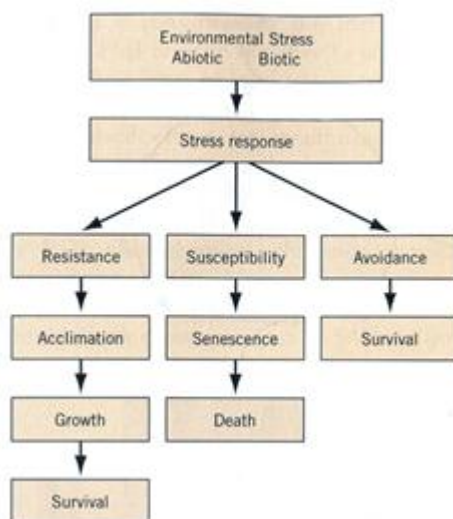 Environmental Stress
Abiotic Biotic
Stress response
Resistance Susceptibility Avoidance
Acclimation Senescence Survival
Growth Death
Survival